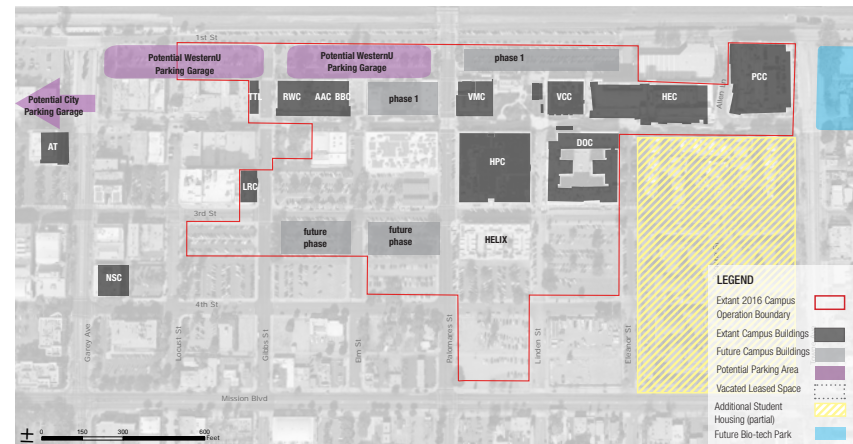 1st St
Potential WesternU
Parking Garage
Potential WesternU
Parking Garage
phase 1
PCC
Potential City
Parking Garage
TTL
RWC
AAC
BBC
phase 1
VMC
VCC
HEC
Allen Ln
AT
HPC
DOC
LRC
3rd St
future
phase
future
phase
HELIX
NSC
4th St
Garey Ave
Locust St
Gibbs St
Elm St
Palomares St
Linden St
Eleanor St
Mission Blvd
0 150 300 600
Feet
LEGEND
Extant 2016 Campus
Operation Boundary
Extant Campus Buildings
Future Campus Buildings
Potential Parking Area
Vacated Leased Space
Additional Student
Housing (partial)
Future Bio-tech Park